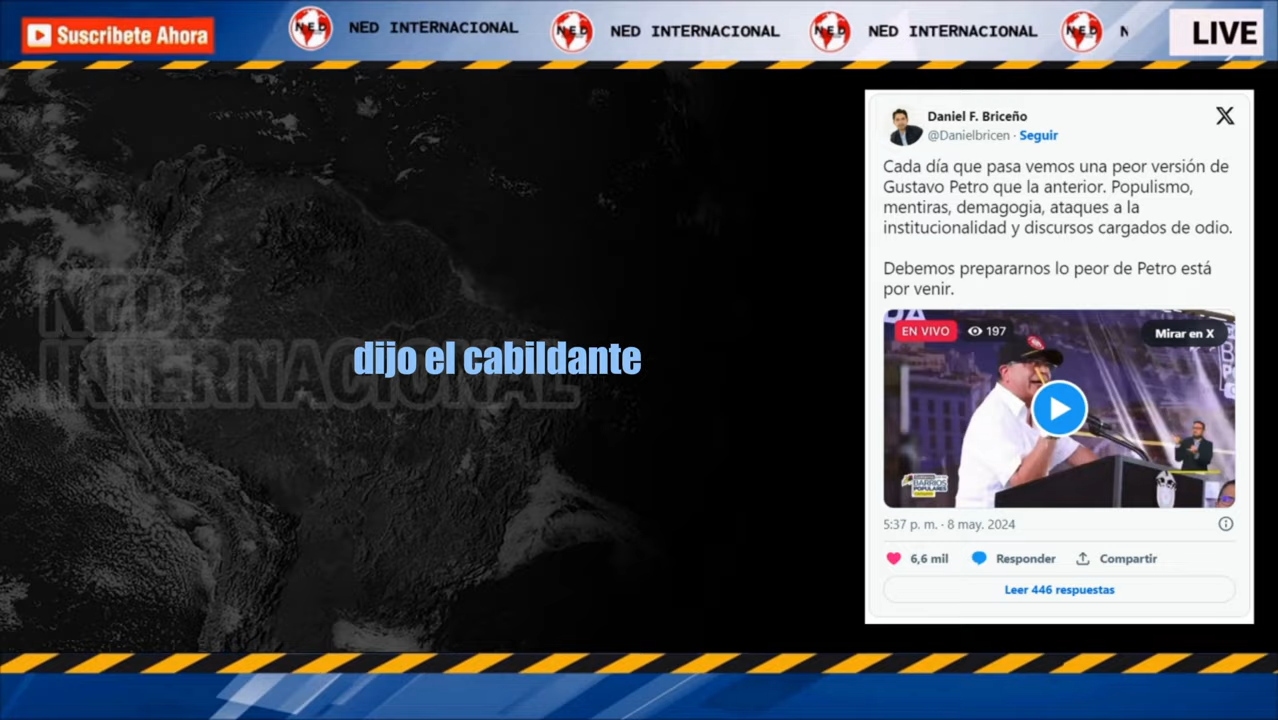 Suscribete Ahora
NED INTERNACIONAL
NED INTERNACIONAL
NED INTERNACIONAL
N
LIVE
NED
INTERNACIONAL
dijo el cabildante
Daniel F. Briceño
@Danielbricen · Seguir
Cada día que pasa vemos una peor versión de
Gustavo Petro que la anterior. Populismo,
mentiras, demagogia, ataques a la
institucionalidad y discursos cargados de odio.
Debemos prepararnos lo peor de Petro está
por venir.
EN VIVO
197
Mirar en X
BARRIOS
POPULARES
5:37 p. m. · 8 may. 2024
6,6 mil
Responder
Compartir
Leer 446 respuestas